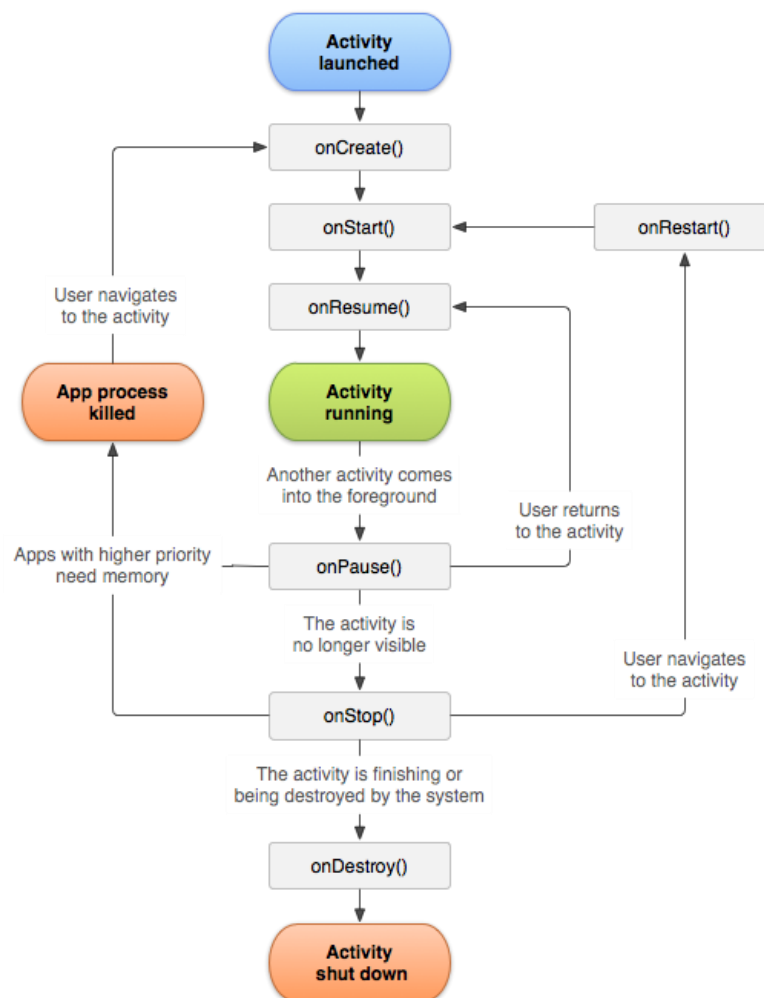 Activity
launched
onCreate()
onStart()
onRestart()
User navigates
to the activity
onResume()
App process
killed
Activity
running
Another activity comes
into the foreground
User returns
to the activity
Apps with higher priority
need memory
onPause()
The activity is
no longer visible
User navigates
to the activity
onStop()
The activity is finishing or
being destroyed by the system
onDestroy()
Activity
shut down